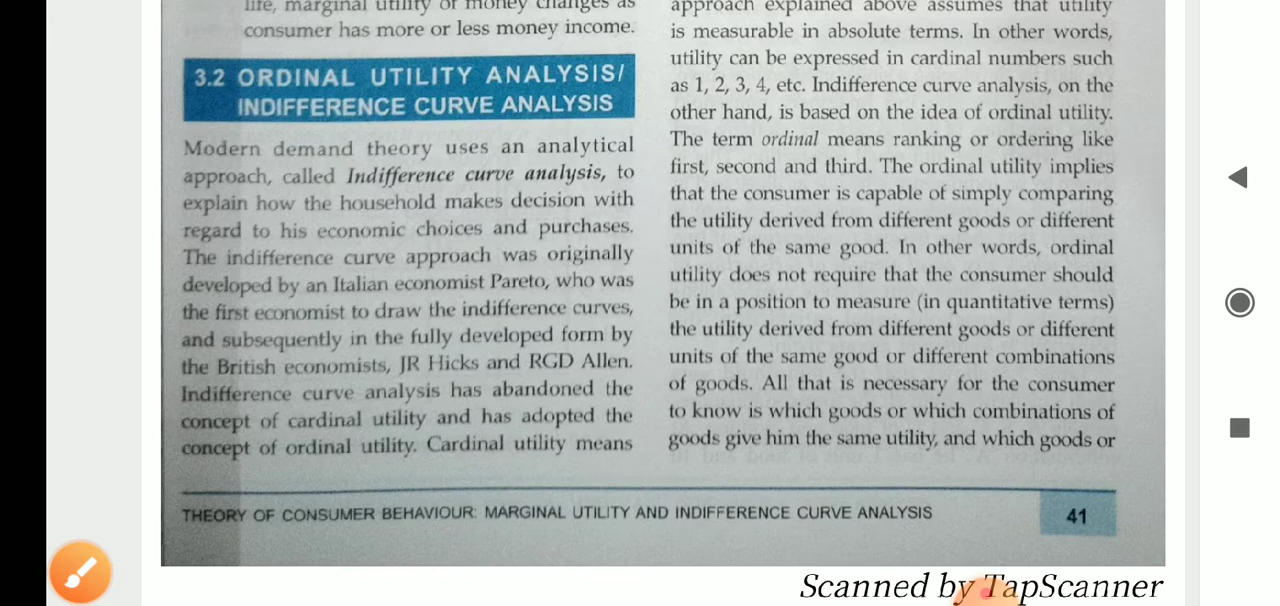 life, marginal utility of money changes as
consumer has more or less money income.
3.2 ORDINAL UTILITY ANALYSIS/
INDIFFERENCE CURVE ANALYSIS
Modern demand theory uses an analytical
approach, called Indifference curve analysis, to
explain how the household makes decision with
regard to his economic choices and purchases.
The indifference curve approach was originally
developed by an Italian economist Pareto, who was
the first economist to draw the indifference curves,
and subsequently in the fully developed form by
the British economists, JR Hicks and RGD Allen.
Indifference curve analysis has abandoned the
concept of cardinal utility and has adopted the
concept of ordinal utility. Cardinal utility means
approach explained above assumes that utility
is measurable in absolute terms. In other words,
utility can be expressed in cardinal numbers such
as 1, 2, 3, 4, etc. Indifference curve analysis, on the
other hand, is based on the idea of ordinal utility.
The term ordinal means ranking or ordering like
first, second and third. The ordinal utility implies
that the consumer is capable of simply comparing
the utility derived from different goods or different
units of the same good. In other words, ordinal
utility does not require that the consumer should
be in a position to measure (in quantitative terms)
the utility derived from different goods or different
units of the same good or different combinations
of goods. All that is necessary for the consumer
to know is which goods or which combinations of
goods give him the same utility, and which goods or
THEORY OF CONSUMER BEHAVIOUR: MARGINAL UTILITY AND INDIFFERENCE CURVE ANALYSIS
41
Scanned by TapScanner